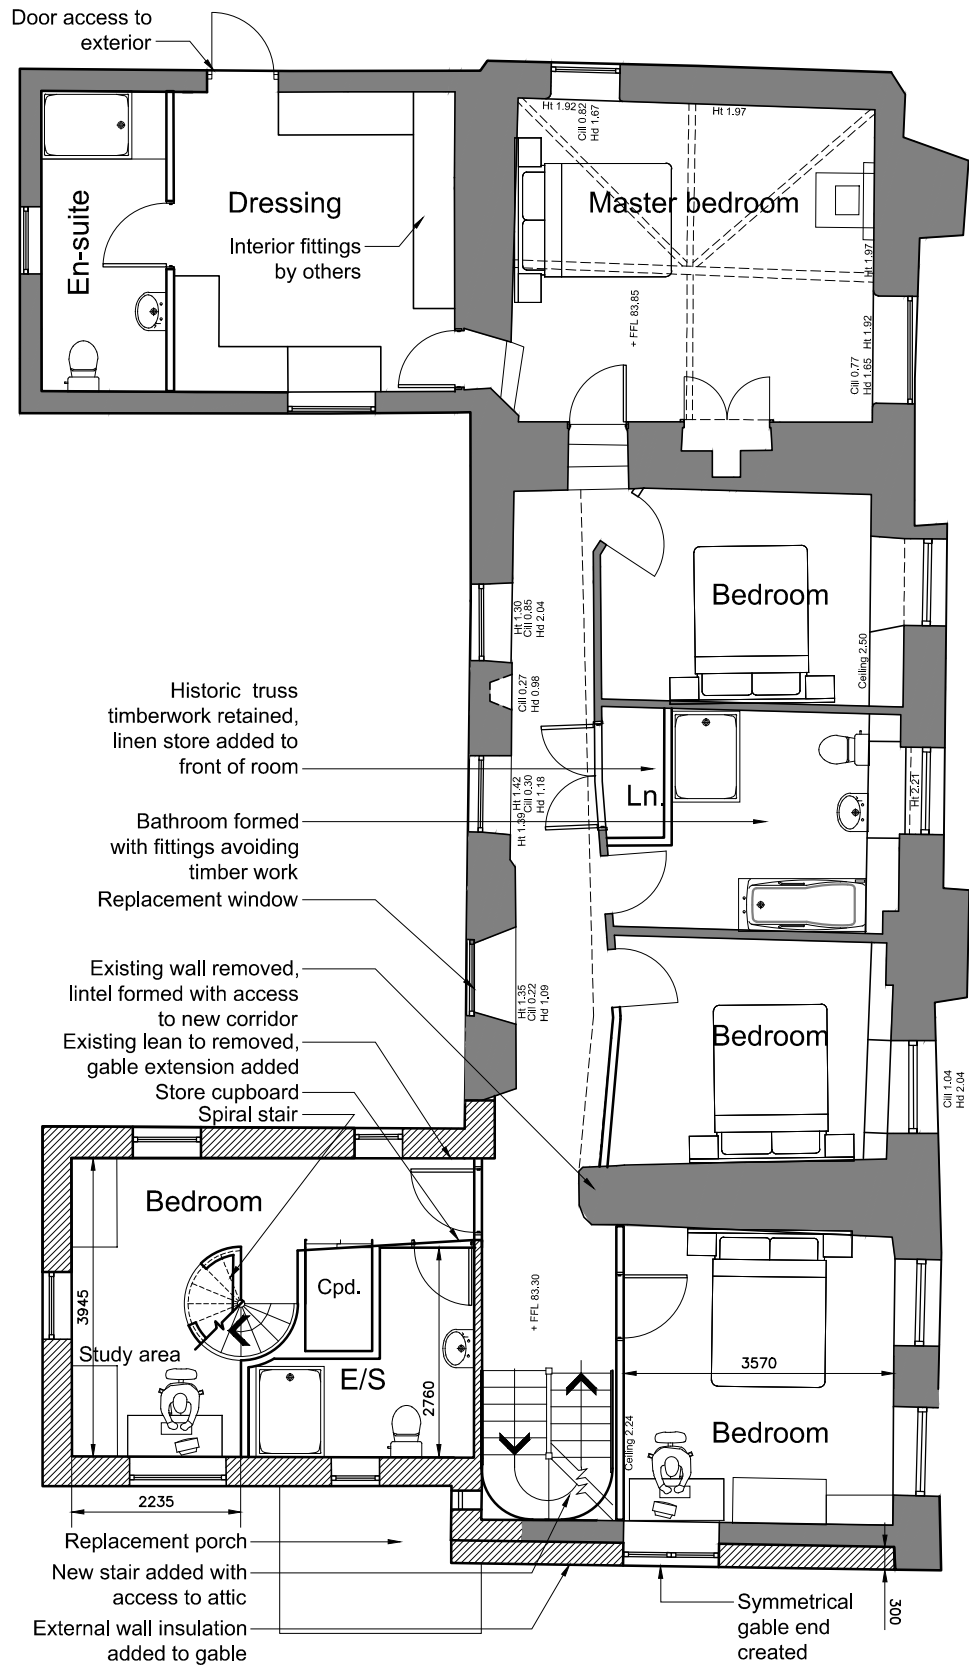 Door access to
exterior
En-suite
Dressing
Interior fittings
by others
Master bedroom
Ht 1.92
Cill 0.82
Hd 1.67
Ht 1.97
Ht 1.97
Ht 1.92
Cill 0.77
Hd 1.65
+ FFL 83.85
Bedroom
Ceiling 2.50
Ht 1.30
Cill 0.85
Hd 2.04
Cill 0.27
Hd 0.98
Historic truss
timberwork retained,
linen store added to
front of room
Ln.
Ht 2.21
Ht 1.39
Ht 1.42
Cill 0.30
Hd 1.18
Bathroom formed
with fittings avoiding
timber work
Replacement window
Existing wall removed,
lintel formed with access
to new corridor
Ht 1.35
Cill 0.22
Hd 1.09
Existing lean to removed,
gable extension added
Store cupboard
Spiral stair
Bedroom
Cill 1.04
Hd 2.04
Bedroom
3945
Cpd.
Study area
E/S
2760
+ FFL 83.30
3570
Ceiling 2.24
Bedroom
2235
Replacement porch
New stair added with
access to attic
External wall insulation
added to gable
Symmetrical
gable end
created
300